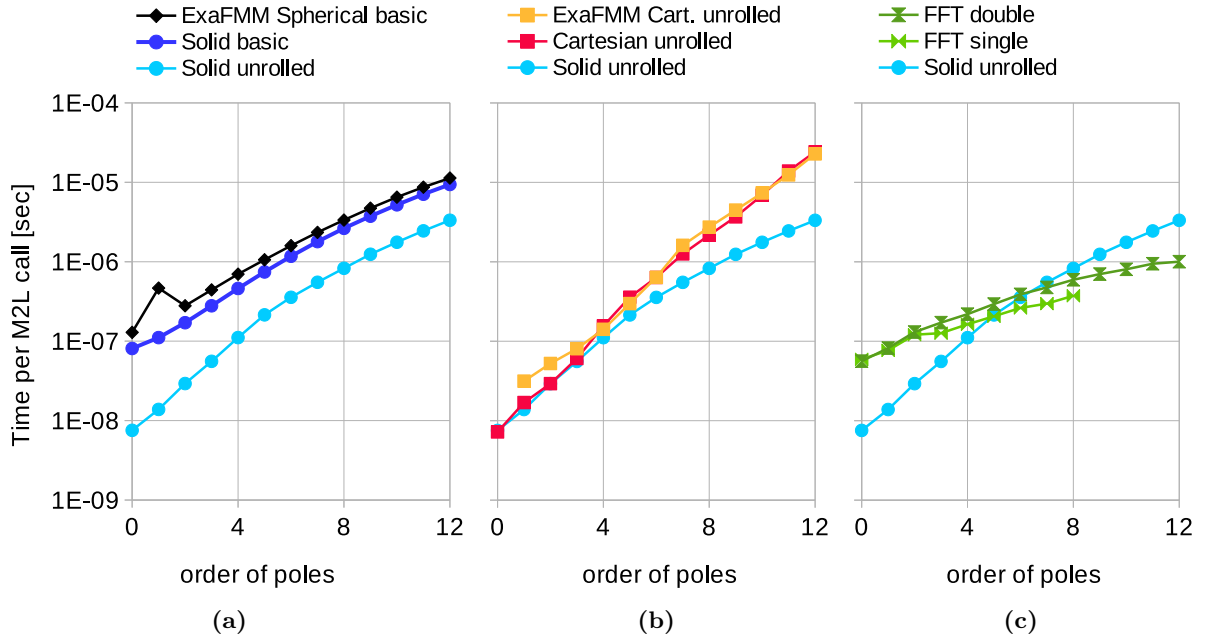 ExaFMM Spherical basic
Solid basic
Solid unrolled
ExaFMM Cart. unrolled
Cartesian unrolled
Solid unrolled
FFT double
FFT single
Solid unrolled
Time per M2L call [sec]
1E-04
1E-05
1E-06
1E-07
1E-08
1E-09
0 4 8 12
0 4 8 12
0 4 8 12
order of poles
order of poles
order of poles
(a)
(b)
(c)